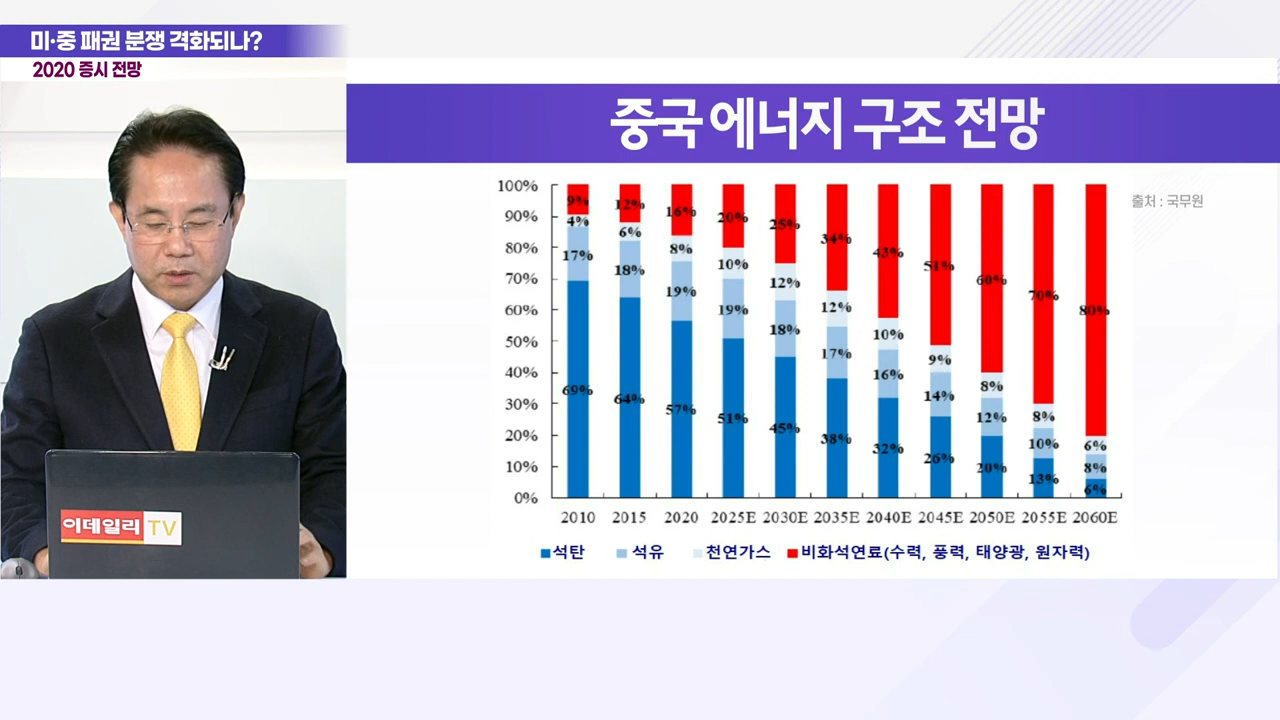 미·중 패권 분쟁 격화되나?
2020 증시 전망
중국 에너지 구조 전망
출처 : 국무원
100%
90%
80%
70%
60%
50%
40%
30%
20%
10%
0%
9% 12% 16% 20% 25% 34% 43% 51% 60% 70% 80%
4% 6% 8% 10% 12% 12% 10% 9% 8% 8% 6%
17% 18% 19% 19% 18% 17% 16% 14% 12% 10% 8%
69% 64% 57% 51% 45% 38% 32% 26% 20% 13% 6%
2010 2015 2020 2025E 2030E 2035E 2040E 2045E 2050E 2055E 2060E
석탄 석유 천연가스 비화석연료(수력, 풍력, 태양광, 원자력)
이데일리 TV